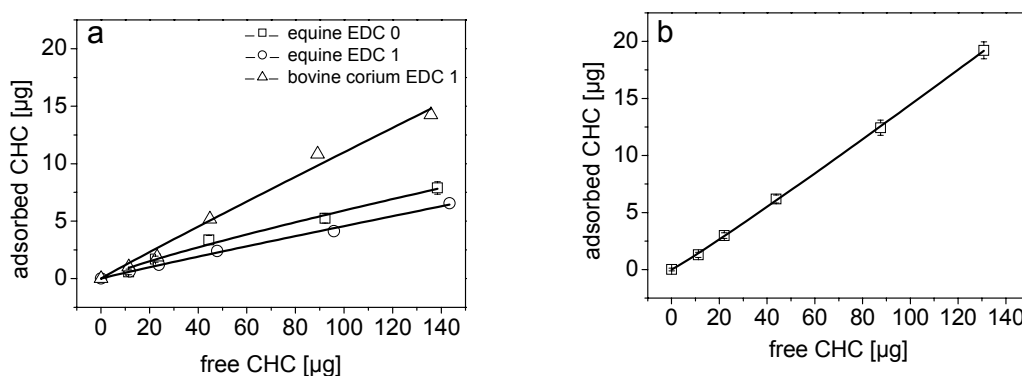 a
equine EDC 0
equine EDC 1
bovine corium EDC 1
adsorbed CHC [µg]
20
15
10
5
0
0 20 40 60 80 100 120 140
free CHC [µg]
b
adsorbed CHC [µg]
20
15
10
5
0
0 20 40 60 80 100 120 140
free CHC [µg]